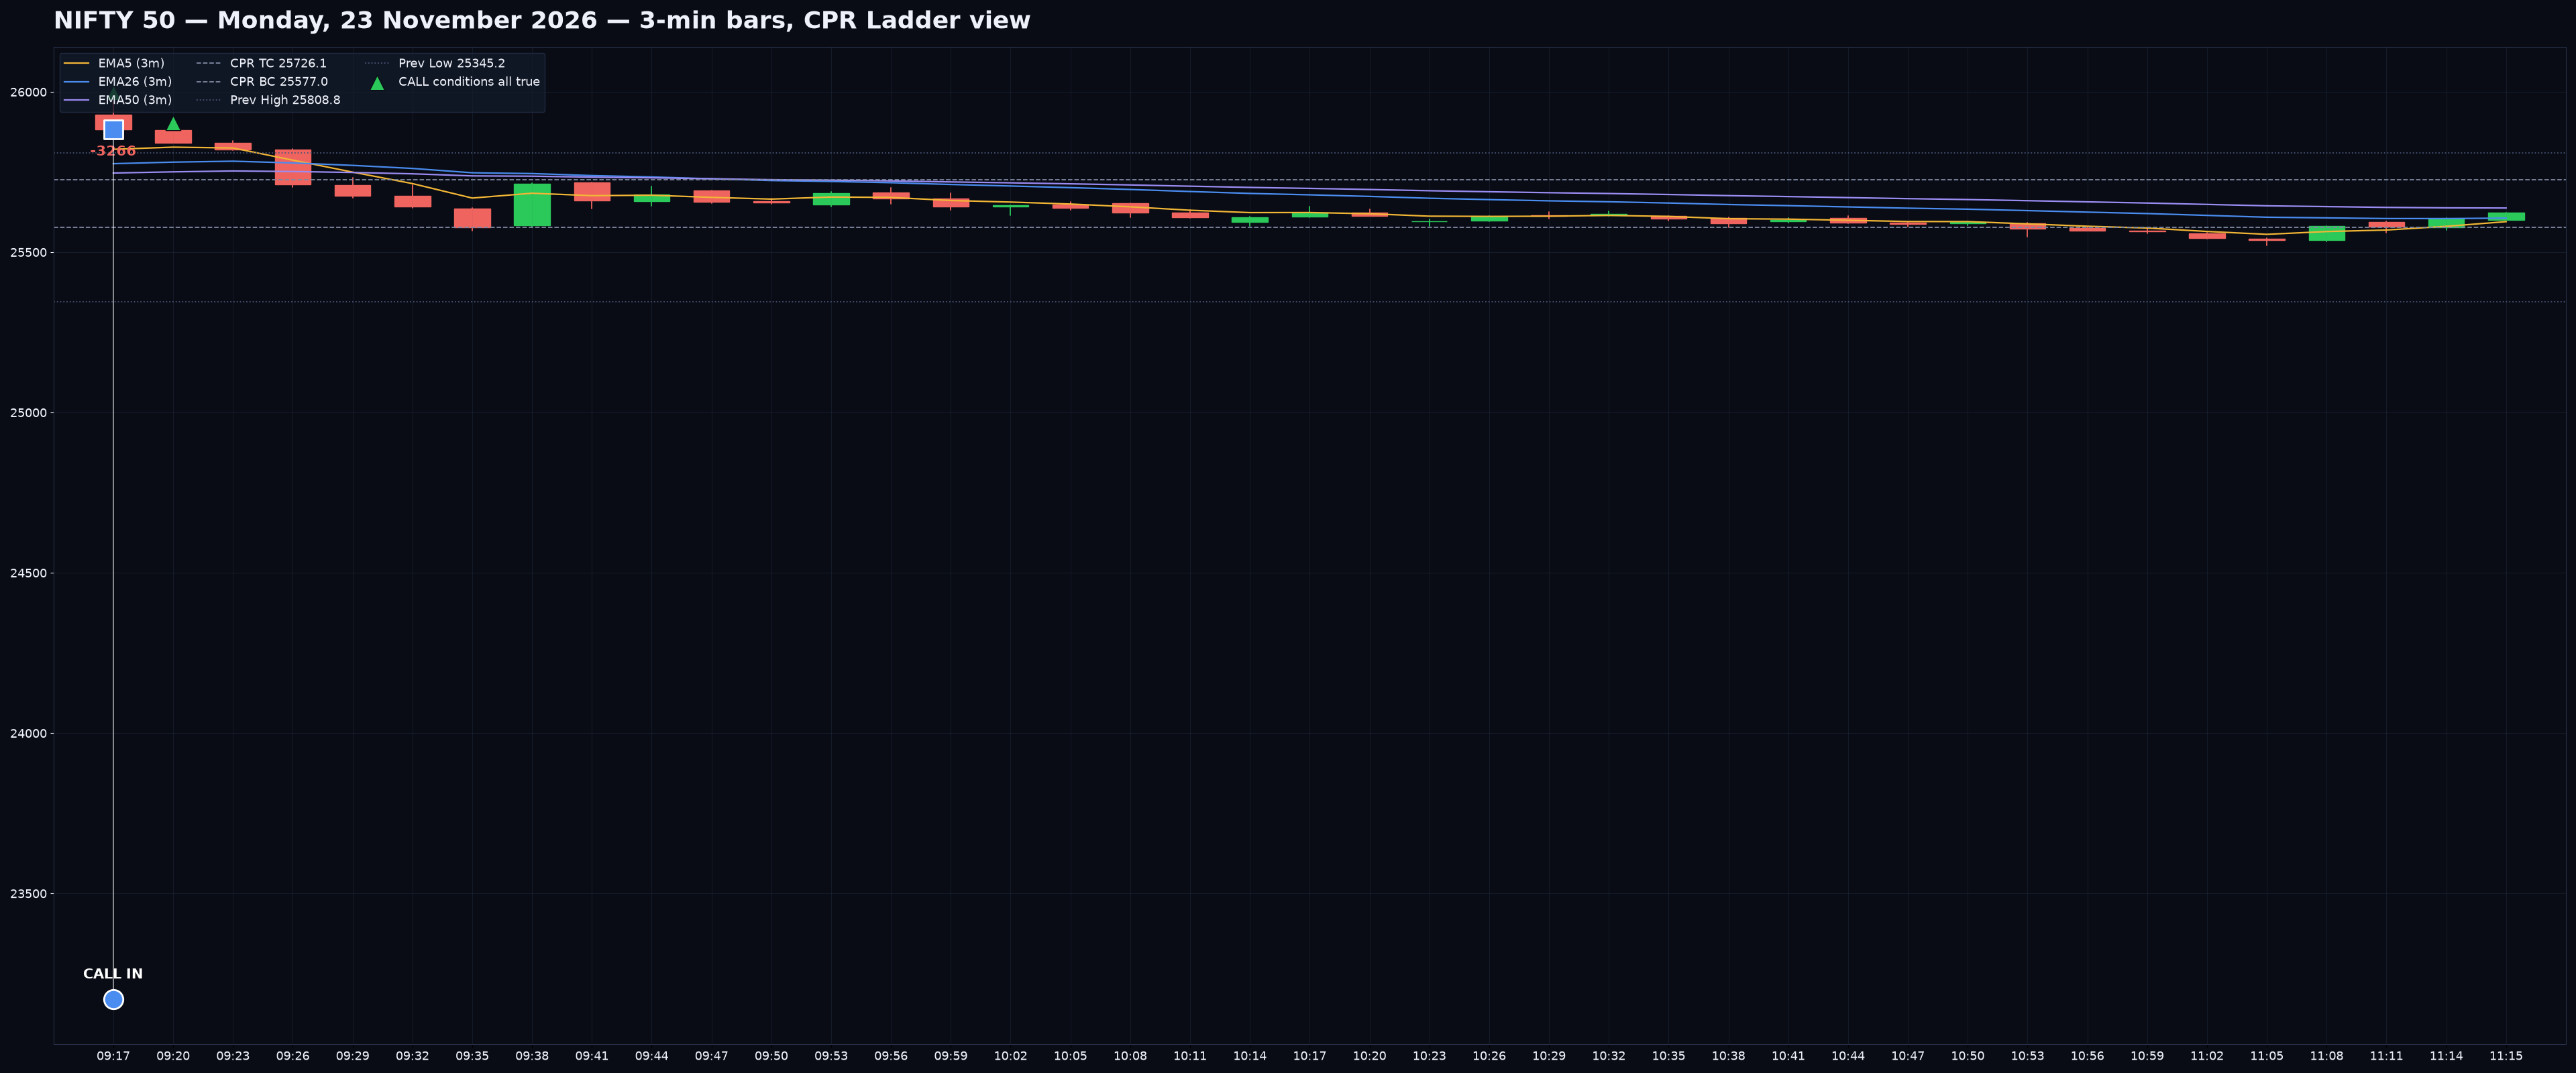 NIFTY 50 — Monday, 23 November 2026 — 3-min bars, CPR Ladder view
EMA5 (3m)
EMA26 (3m)
EMA50 (3m)
CPR TC 25726.1
CPR BC 25577.0
Prev High 25808.8
Prev Low 25345.2
CALL conditions all true
26000
25500
25000
24500
24000
23500
-3266
CALL IN
09:17 09:20 09:23 09:26 09:29 09:32 09:35 09:38 09:41 09:44 09:47 09:50 09:53 09:56 09:59 10:02 10:05 10:08 10:11 10:14 10:17 10:20 10:23 10:26 10:29 10:32 10:35 10:38 10:41 10:44 10:47 10:50 10:53 10:56 10:59 11:02 11:05 11:08 11:11 11:14 11:15